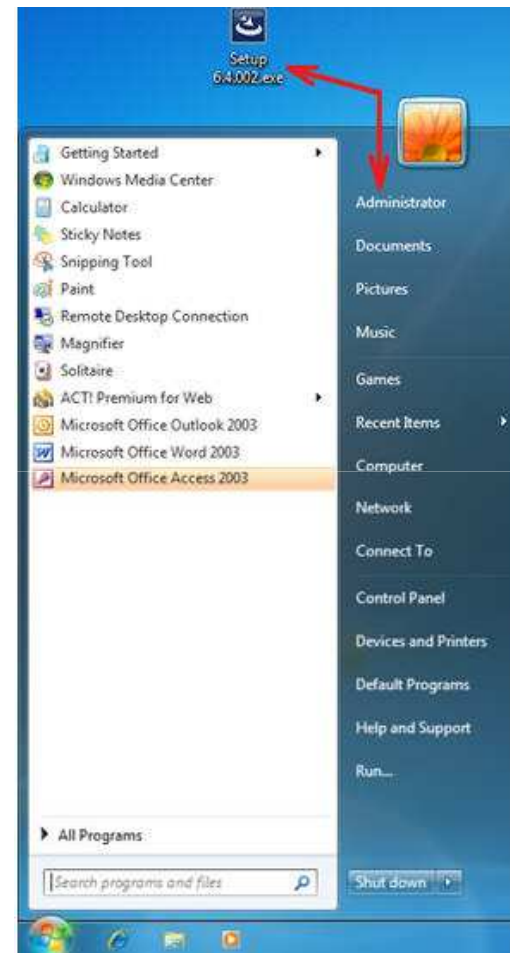 Setup
6.4.002.exe
Getting Started
Windows Media Center
Calculator
Sticky Notes
Snipping Tool
Paint
Remote Desktop Connection
Magnifier
Solitaire
ACT! Premium for Web
Microsoft Office Outlook 2003
Microsoft Office Word 2003
Microsoft Office Access 2003
All Programs
Search programs and files
Administrator
Documents
Pictures
Music
Games
Recent Items
Computer
Network
Connect To
Control Panel
Devices and Printers
Default Programs
Help and Support
Run...
Shut down